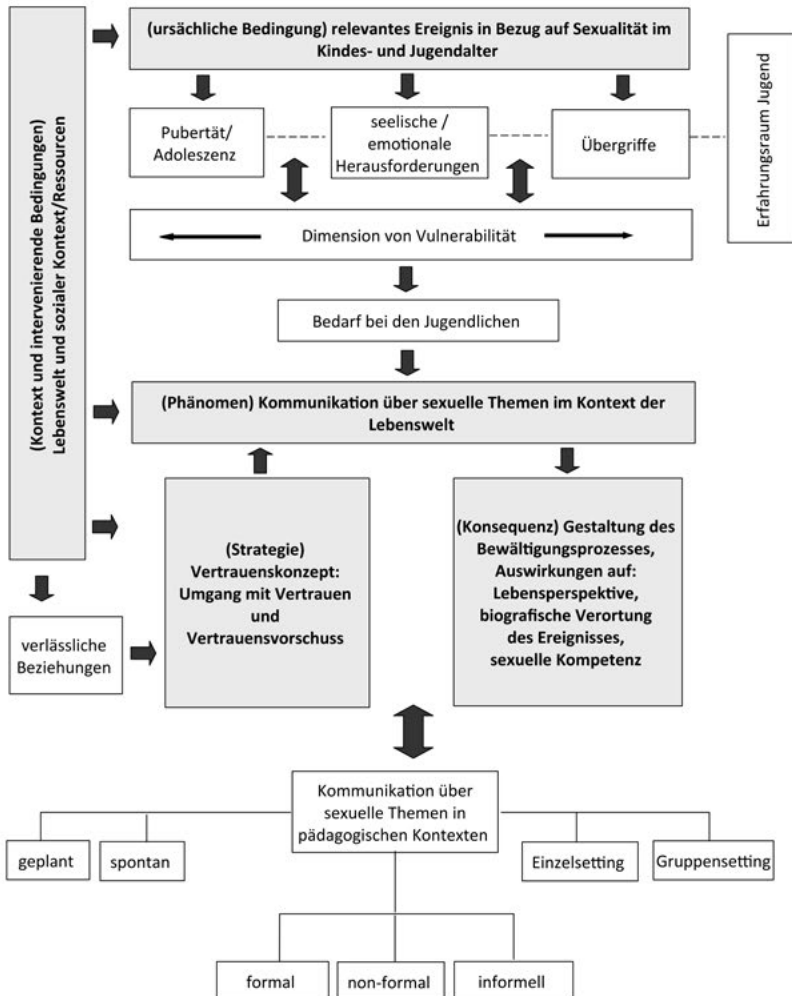 (ursächliche Bedingung) relevantes Ereignis in Bezug auf Sexualität im
Kindes- und Jugendalter
(Kontext und intervenierende Bedingungen)
Lebenswelt und sozialer Kontext/Ressourcen
Pubertät/
Adoleszenz
seelische /
emotionale
Herausforderungen
Übergriffe
Erfahrungsraum Jugend
Dimension von Vulnerabilität
Bedarf bei den Jugendlichen
(Phänomen) Kommunikation über sexuelle Themen im Kontext der
Lebenswelt
(Strategie)
Vertrauenskonzept:
Umgang mit Vertrauen
und
Vertrauensvorschuss
(Konsequenz) Gestaltung des
Bewältigungsprozesses,
Auswirkungen auf:
Lebensperspektive,
biografische Verortung
des Ereignisses,
sexuelle Kompetenz
verlässliche
Beziehungen
Kommunikation über
sexuelle Themen in
pädagogischen Kontexten
geplant
spontan
Einzelsetting
Gruppensetting
formal
non-formal
informell